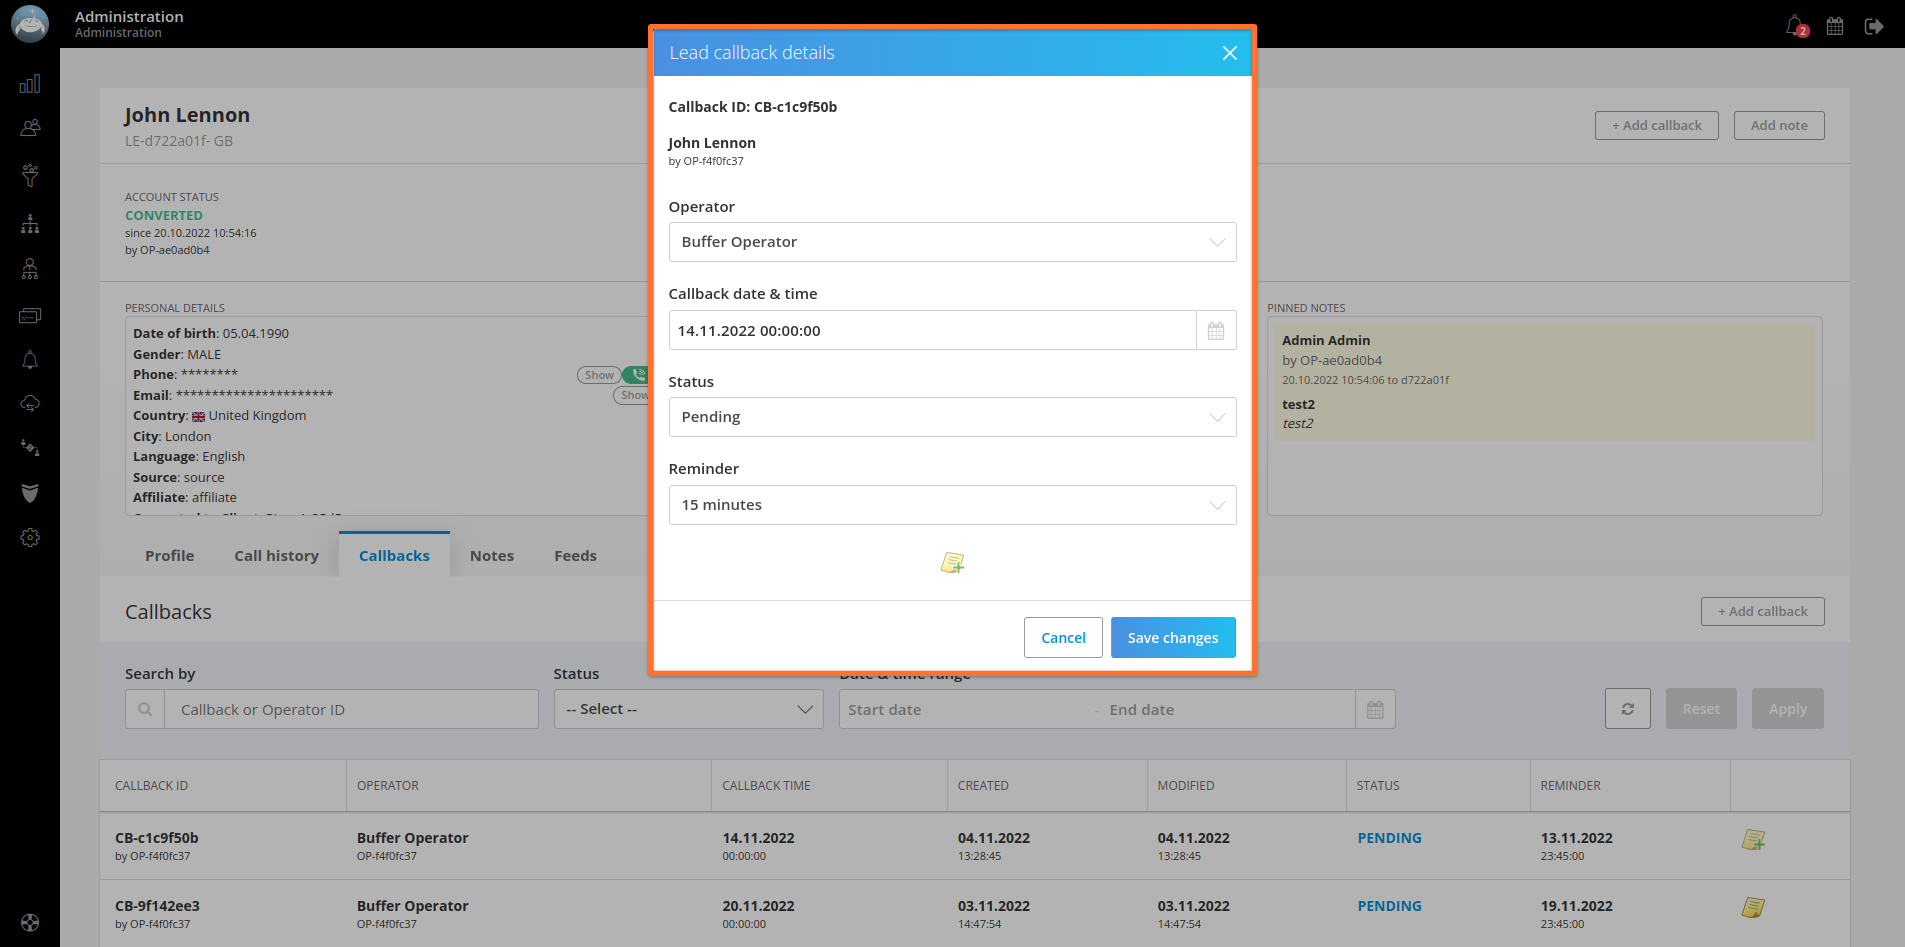 Administration
Administration
2
John Lennon
LE-d722a01f- GB
+ Add callback
Add note
ACCOUNT STATUS
CONVERTED
since 20.10.2022 10:54:16
by OP-ae0ad0b4
PERSONAL DETAILS
Date of birth: 05.04.1990
Gender: MALE
Phone: ********
Show
Email: **********************
Show
Country: United Kingdom
City: London
Language: English
Source: source
Affiliate: affiliate
PINNED NOTES
Admin Admin
by OP-ae0ad0b4
20.10.2022 10:54:06 to d722a01f
test2
test2
Lead callback details
Callback ID: CB-c1c9f50b
John Lennon
by OP-f4f0fc37
Operator
Buffer Operator
Callback date & time
14.11.2022 00:00:00
Status
Pending
Reminder
15 minutes
Cancel
Save changes
Profile
Call history
Callbacks
Notes
Feeds
Callbacks
+ Add callback
Search by
Callback or Operator ID
Status
-- Select --
Date & time range
Start date - End date
Reset
Apply
CALLBACK ID OPERATOR CALLBACK TIME CREATED MODIFIED STATUS REMINDER
CB-c1c9f50b Buffer Operator 14.11.2022 04.11.2022 04.11.2022 PENDING 13.11.2022
by OP-f4f0fc37 OP-f4f0fc37 00:00:00 13:28:45 13:28:45 23:45:00
CB-9f142ee3 Buffer Operator 20.11.2022 03.11.2022 03.11.2022 PENDING 19.11.2022
by OP-f4f0fc37 OP-f4f0fc37 00:00:00 14:47:54 14:47:54 23:45:00